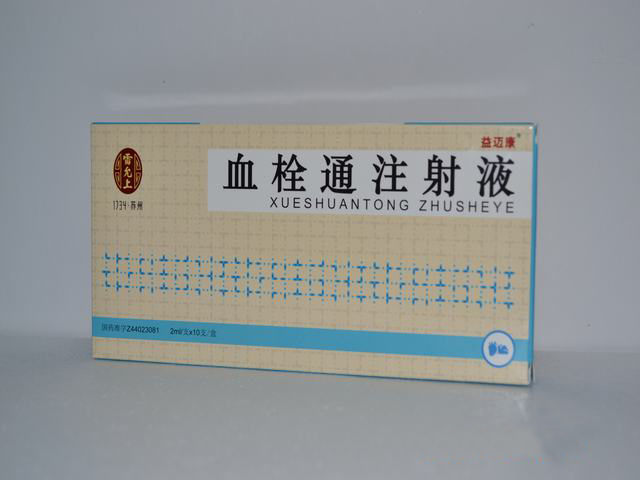 益迈康®
雷允上
1734·苏州
血栓通注射液
XUESHUANTONG ZHUSHEYE
国药准字Z44023081 2ml/支x10支/盒